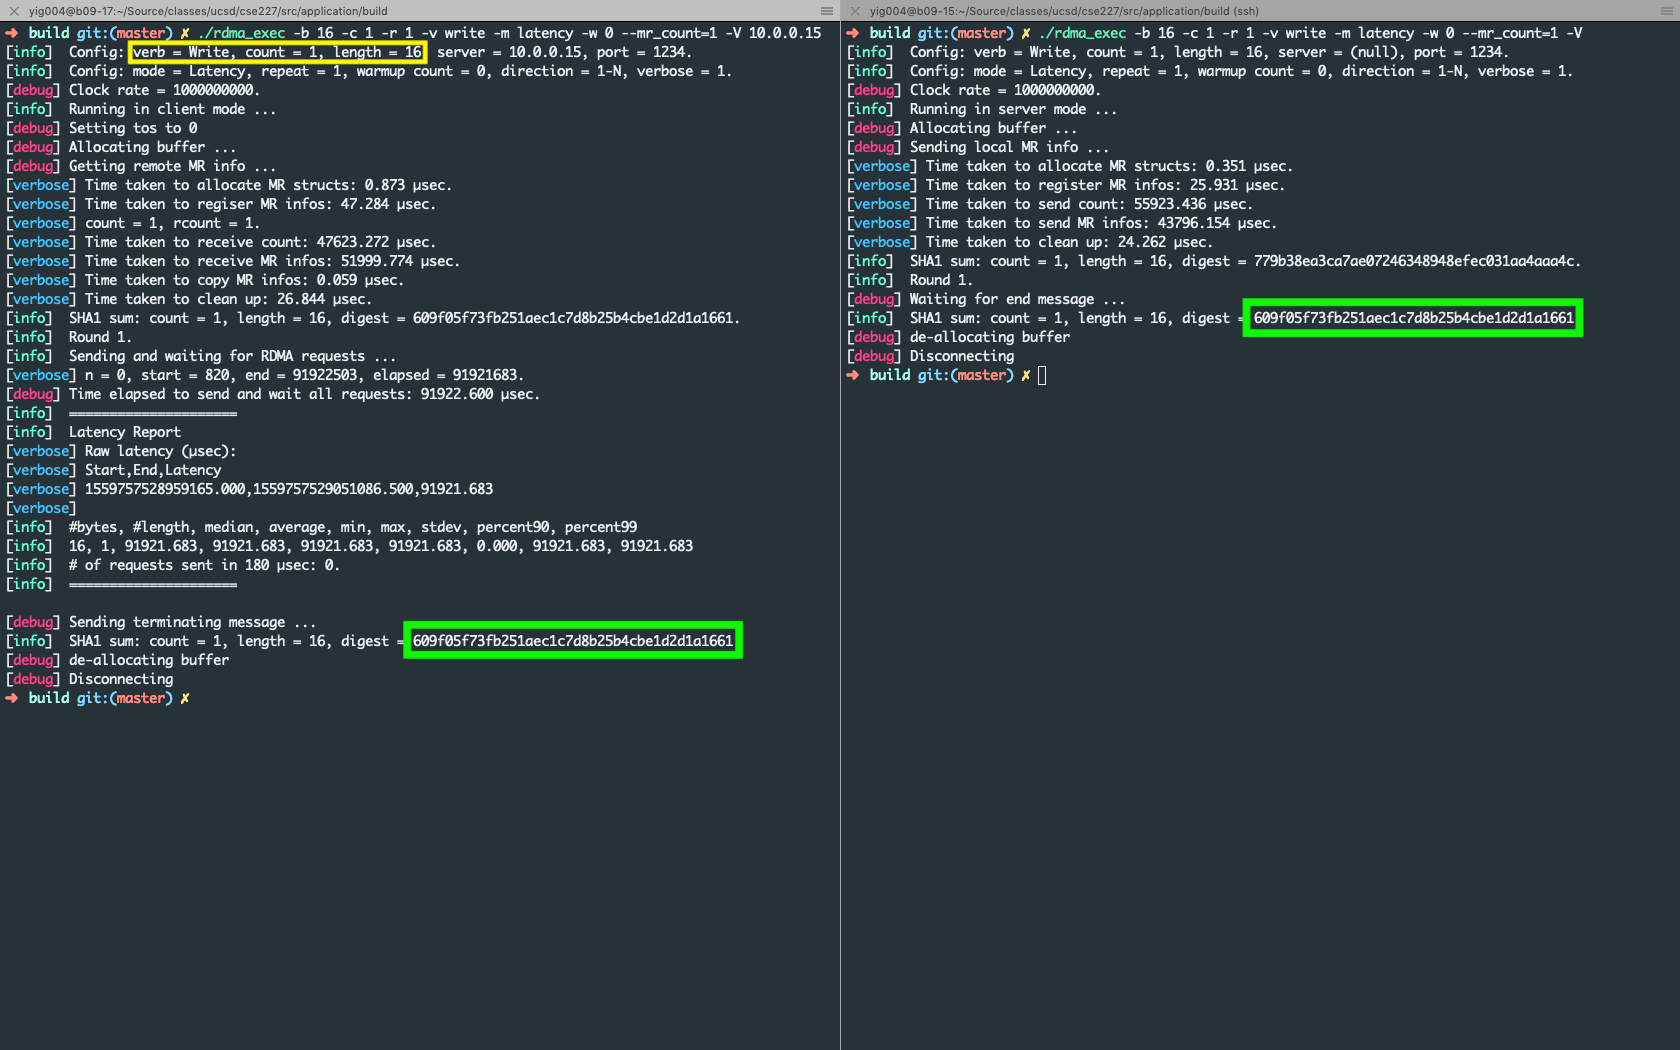 yig004@b09-17:~/Source/classes/ucsd/cse227/src/application/build
➜ build git:(master) ✗ ./rdma_exec -b 16 -c 1 -r 1 -v write -m latency -w 0 --mr_count=1 -V 10.0.0.15
[info] Config: verb = Write, count = 1, length = 16, server = 10.0.0.15, port = 1234.
[info] Config: mode = Latency, repeat = 1, warmup count = 0, direction = 1-N, verbose = 1.
[debug] Clock rate = 1000000000.
[info] Running in client mode ...
[debug] Setting tos to 0
[debug] Allocating buffer ...
[debug] Getting remote MR info ...
[verbose] Time taken to allocate MR structs: 0.873 µsec.
[verbose] Time taken to regiser MR infos: 47.284 µsec.
[verbose] count = 1, rcount = 1.
[verbose] Time taken to receive count: 47623.272 µsec.
[verbose] Time taken to receive MR infos: 51999.774 µsec.
[verbose] Time taken to copy MR infos: 0.059 µsec.
[verbose] Time taken to clean up: 26.844 µsec.
[info] SHA1 sum: count = 1, length = 16, digest = 609f05f73fb251aec1c7d8b25b4cbe1d2d1a1661.
[info] Round 1.
[info] Sending and waiting for RDMA requests ...
[verbose] n = 0, start = 820, end = 91922503, elapsed = 91921683.
[debug] Time elapsed to send and wait all requests: 91922.600 µsec.
[info] =====================
[info] Latency Report
[verbose] Raw latency (µsec):
[verbose] Start,End,Latency
[verbose] 1559757528959165.000,1559757529051086.500,91921.683
[verbose]
[info] #bytes, #length, median, average, min, max, stdev, percent90, percent99
[info] 16, 1, 91921.683, 91921.683, 91921.683, 91921.683, 0.000, 91921.683, 91921.683
[info] # of requests sent in 180 µsec: 0.
[info] =====================
[debug] Sending terminating message ...
[info] SHA1 sum: count = 1, length = 16, digest = 609f05f73fb251aec1c7d8b25b4cbe1d2d1a1661
[debug] de-allocating buffer
[debug] Disconnecting
➜ build git:(master) ✗
yig004@b09-15:~/Source/classes/ucsd/cse227/src/application/build (ssh)
➜ build git:(master) ✗ ./rdma_exec -b 16 -c 1 -r 1 -v write -m latency -w 0 --mr_count=1 -V
[info] Config: verb = Write, count = 1, length = 16, server = (null), port = 1234.
[info] Config: mode = Latency, repeat = 1, warmup count = 0, direction = 1-N, verbose = 1.
[debug] Clock rate = 1000000000.
[info] Running in server mode ...
[debug] Allocating buffer ...
[debug] Sending local MR info ...
[verbose] Time taken to allocate MR structs: 0.351 µsec.
[verbose] Time taken to register MR infos: 25.931 µsec.
[verbose] Time taken to send count: 55923.436 µsec.
[verbose] Time taken to send MR infos: 43796.154 µsec.
[verbose] Time taken to clean up: 24.262 µsec.
[info] SHA1 sum: count = 1, length = 16, digest = 779b38ea3ca7ae07246348948efec031aa4aaa4c.
[info] Round 1.
[debug] Waiting for end message ...
[info] SHA1 sum: count = 1, length = 16, digest = 609f05f73fb251aec1c7d8b25b4cbe1d2d1a1661
[debug] de-allocating buffer
[debug] Disconnecting
➜ build git:(master) ✗